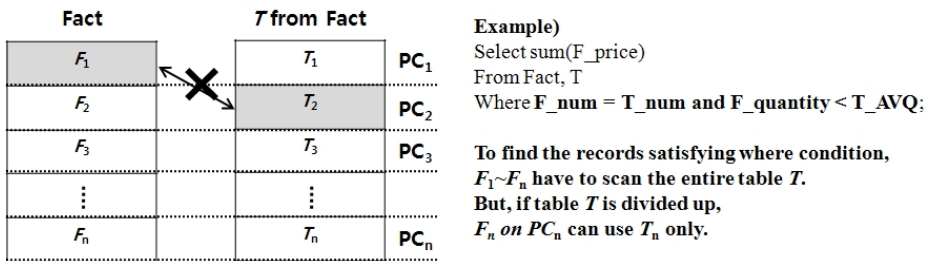 Fact
T from Fact
F1
T1
PC1
F2
T2
PC2
F3
T3
PC3
Fn
Tn
PCn
Example)
Select sum(F_price)
From Fact, T
Where F_num = T_num and F_quantity < T_AVQ;
To find the records satisfying where condition,
F1~Fn have to scan the entire table T.
But, if table T is divided up,
Fn on PCn can use Tn only.